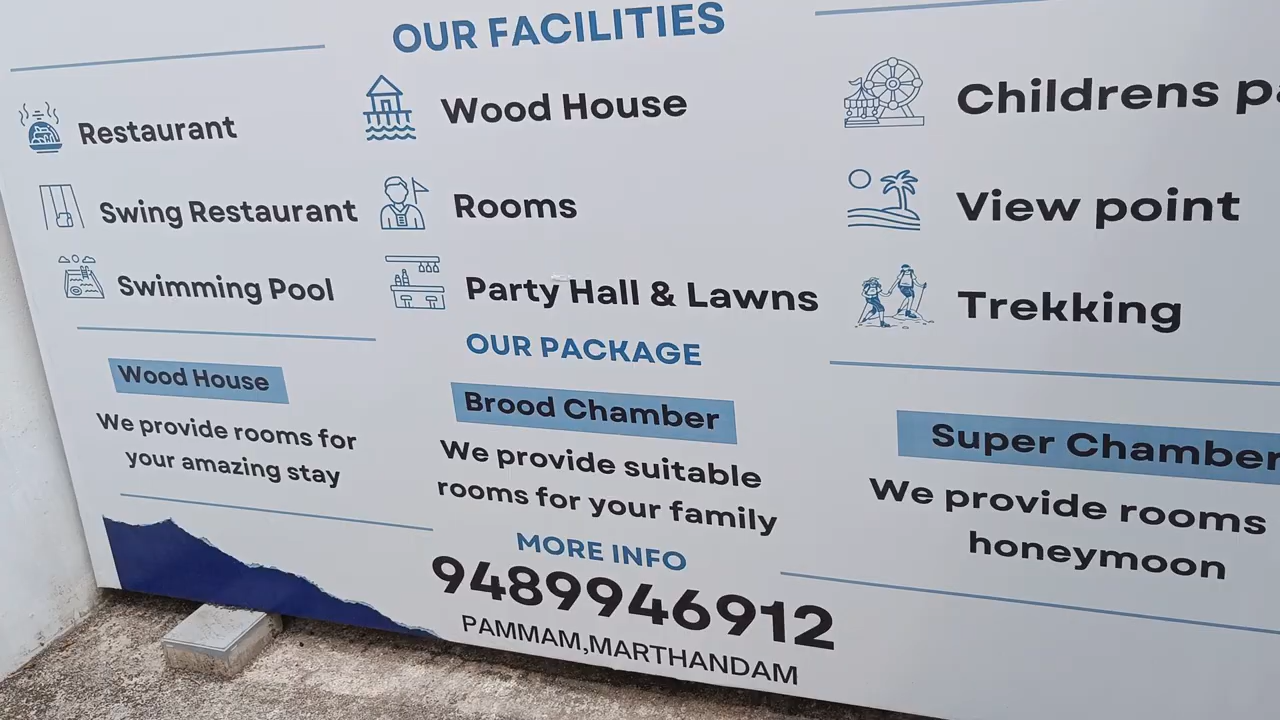 OUR FACILITIES
Restaurant
Wood House
Childrens
Swing Restaurant
Rooms
View point
Swimming Pool
Party Hall & Lawns
Trekking
OUR PACKAGE
Wood House
We provide rooms for
your amazing stay
Brood Chamber
We provide suitable
rooms for your family
Super Chamber
We provide rooms
honeymoon
MORE INFO
9489946912
PAMMAM,MARTHANDAM